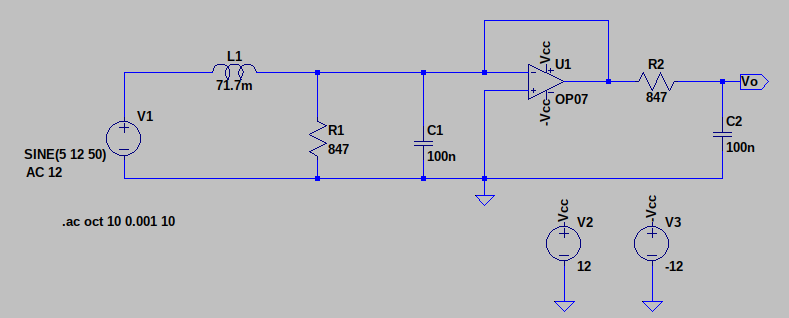 L1
71.7m
V1
SINE(5 12 50)
AC 12
R1
847
C1
100n
Vcc
U1
OP07
-Vcc
R2
847
Vo
C2
100n
.ac oct 10 0.001 10
Vcc
V2
12
-Vcc
V3
-12